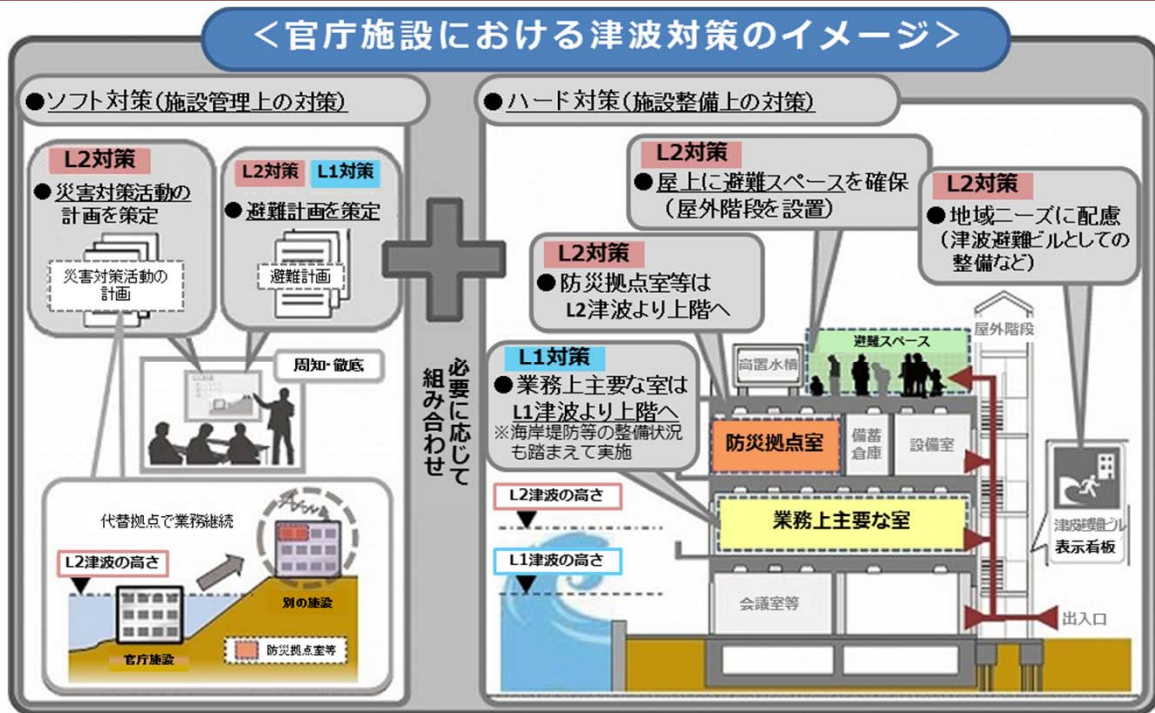 ＜官庁施設における津波対策のイメージ＞
●ソフト対策(施設管理上の対策)
L2対策
●災害対策活動の
計画を策定
災害対策活動の
計画
L2対策 L1対策
●避難計画を策定
避難計画
周知・徹底
代替拠点で業務継続
L2津波の高さ
官庁施設
別の施設
防災拠点室等
必要に応じて
組み合わせ
●ハード対策(施設整備上の対策)
L2対策
●屋上に避難スペースを確保
(屋外階段を設置)
L2対策
●地域ニーズに配慮
(津波避難ビルとしての
整備など)
L2対策
●防災拠点室等は
L2津波より上階へ
L1対策
●業務上主要な室は
L1津波より上階へ
※海岸堤防等の整備状況
も踏まえて実施
L2津波の高さ
L1津波の高さ
高置水槽
避難スペース
屋外階段
防災拠点室
備蓄
倉庫
設備室
業務上主要な室
会議室等
津波避難ビル
表示看板
出入口